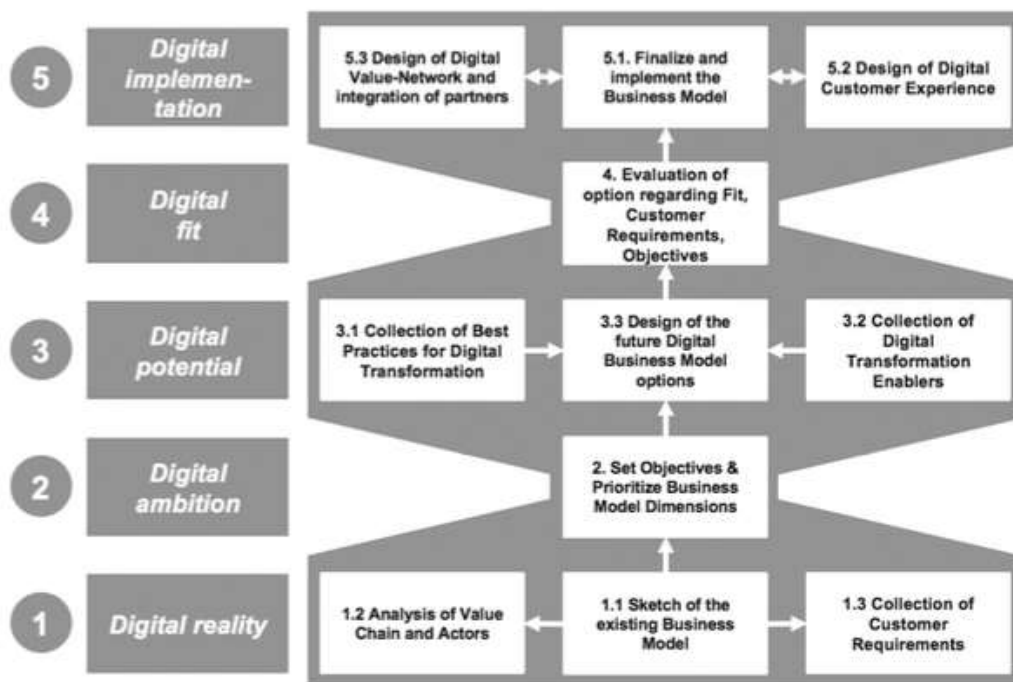 5
Digital
implemen-
tation
5.3 Design of Digital
Value-Network and
integration of partners
5.1. Finalize and
implement the
Business Model
5.2 Design of Digital
Customer Experience
4
Digital
fit
4. Evaluation of
option regarding Fit,
Customer
Requirements,
Objectives
3
Digital
potential
3.1 Collection of Best
Practices for Digital
Transformation
3.3 Design of the
future Digital
Business Model
options
3.2 Collection of
Digital
Transformation
Enablers
2
Digital
ambition
2. Set Objectives &
Prioritize Business
Model Dimensions
1
Digital reality
1.2 Analysis of Value
Chain and Actors
1.1 Sketch of the
existing Business
Model
1.3 Collection of
Customer
Requirements